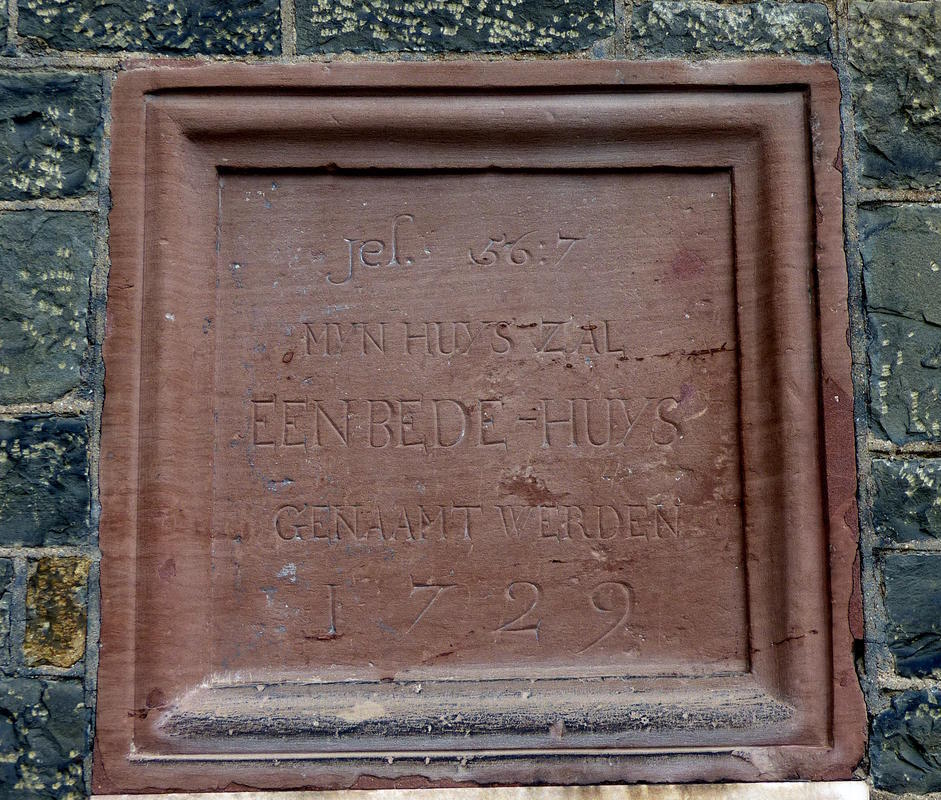 jes. 56:7
MYN HUYS ZAL
EEN BEDE-HUYS
GENAAMT WERDEN
1729